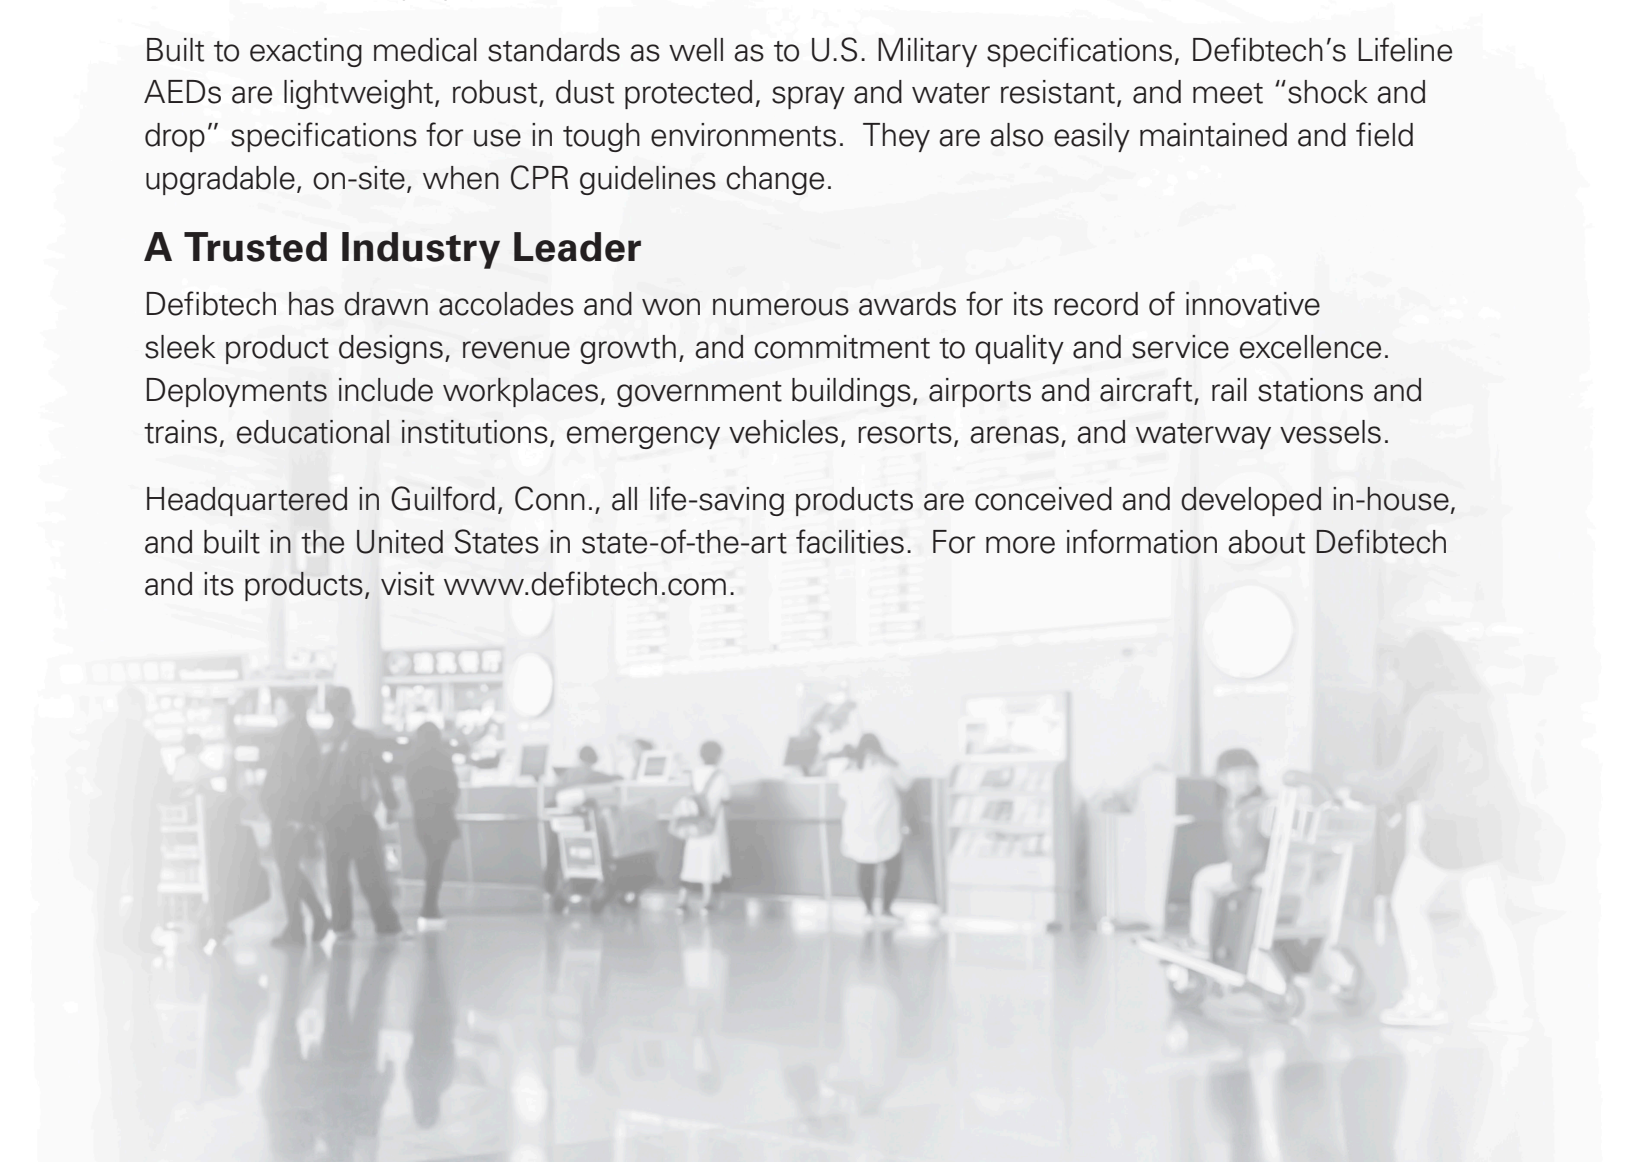 Built to exacting medical standards as well as to U.S. Military specifications, Defibtech’s Lifeline
AEDs are lightweight, robust, dust protected, spray and water resistant, and meet “shock and
drop” specifications for use in tough environments.  They are also easily maintained and field
upgradable, on-site, when CPR guidelines change.
A Trusted Industry Leader
Defibtech has drawn accolades and won numerous awards for its record of innovative
sleek product designs, revenue growth, and commitment to quality and service excellence.
Deployments include workplaces, government buildings, airports and aircraft, rail stations and
trains, educational institutions, emergency vehicles, resorts, arenas, and waterway vessels.
Headquartered in Guilford, Conn., all life-saving products are conceived and developed in-house,
and built in the United States in state-of-the-art facilities.  For more information about Defibtech
and its products, visit www.defibtech.com.